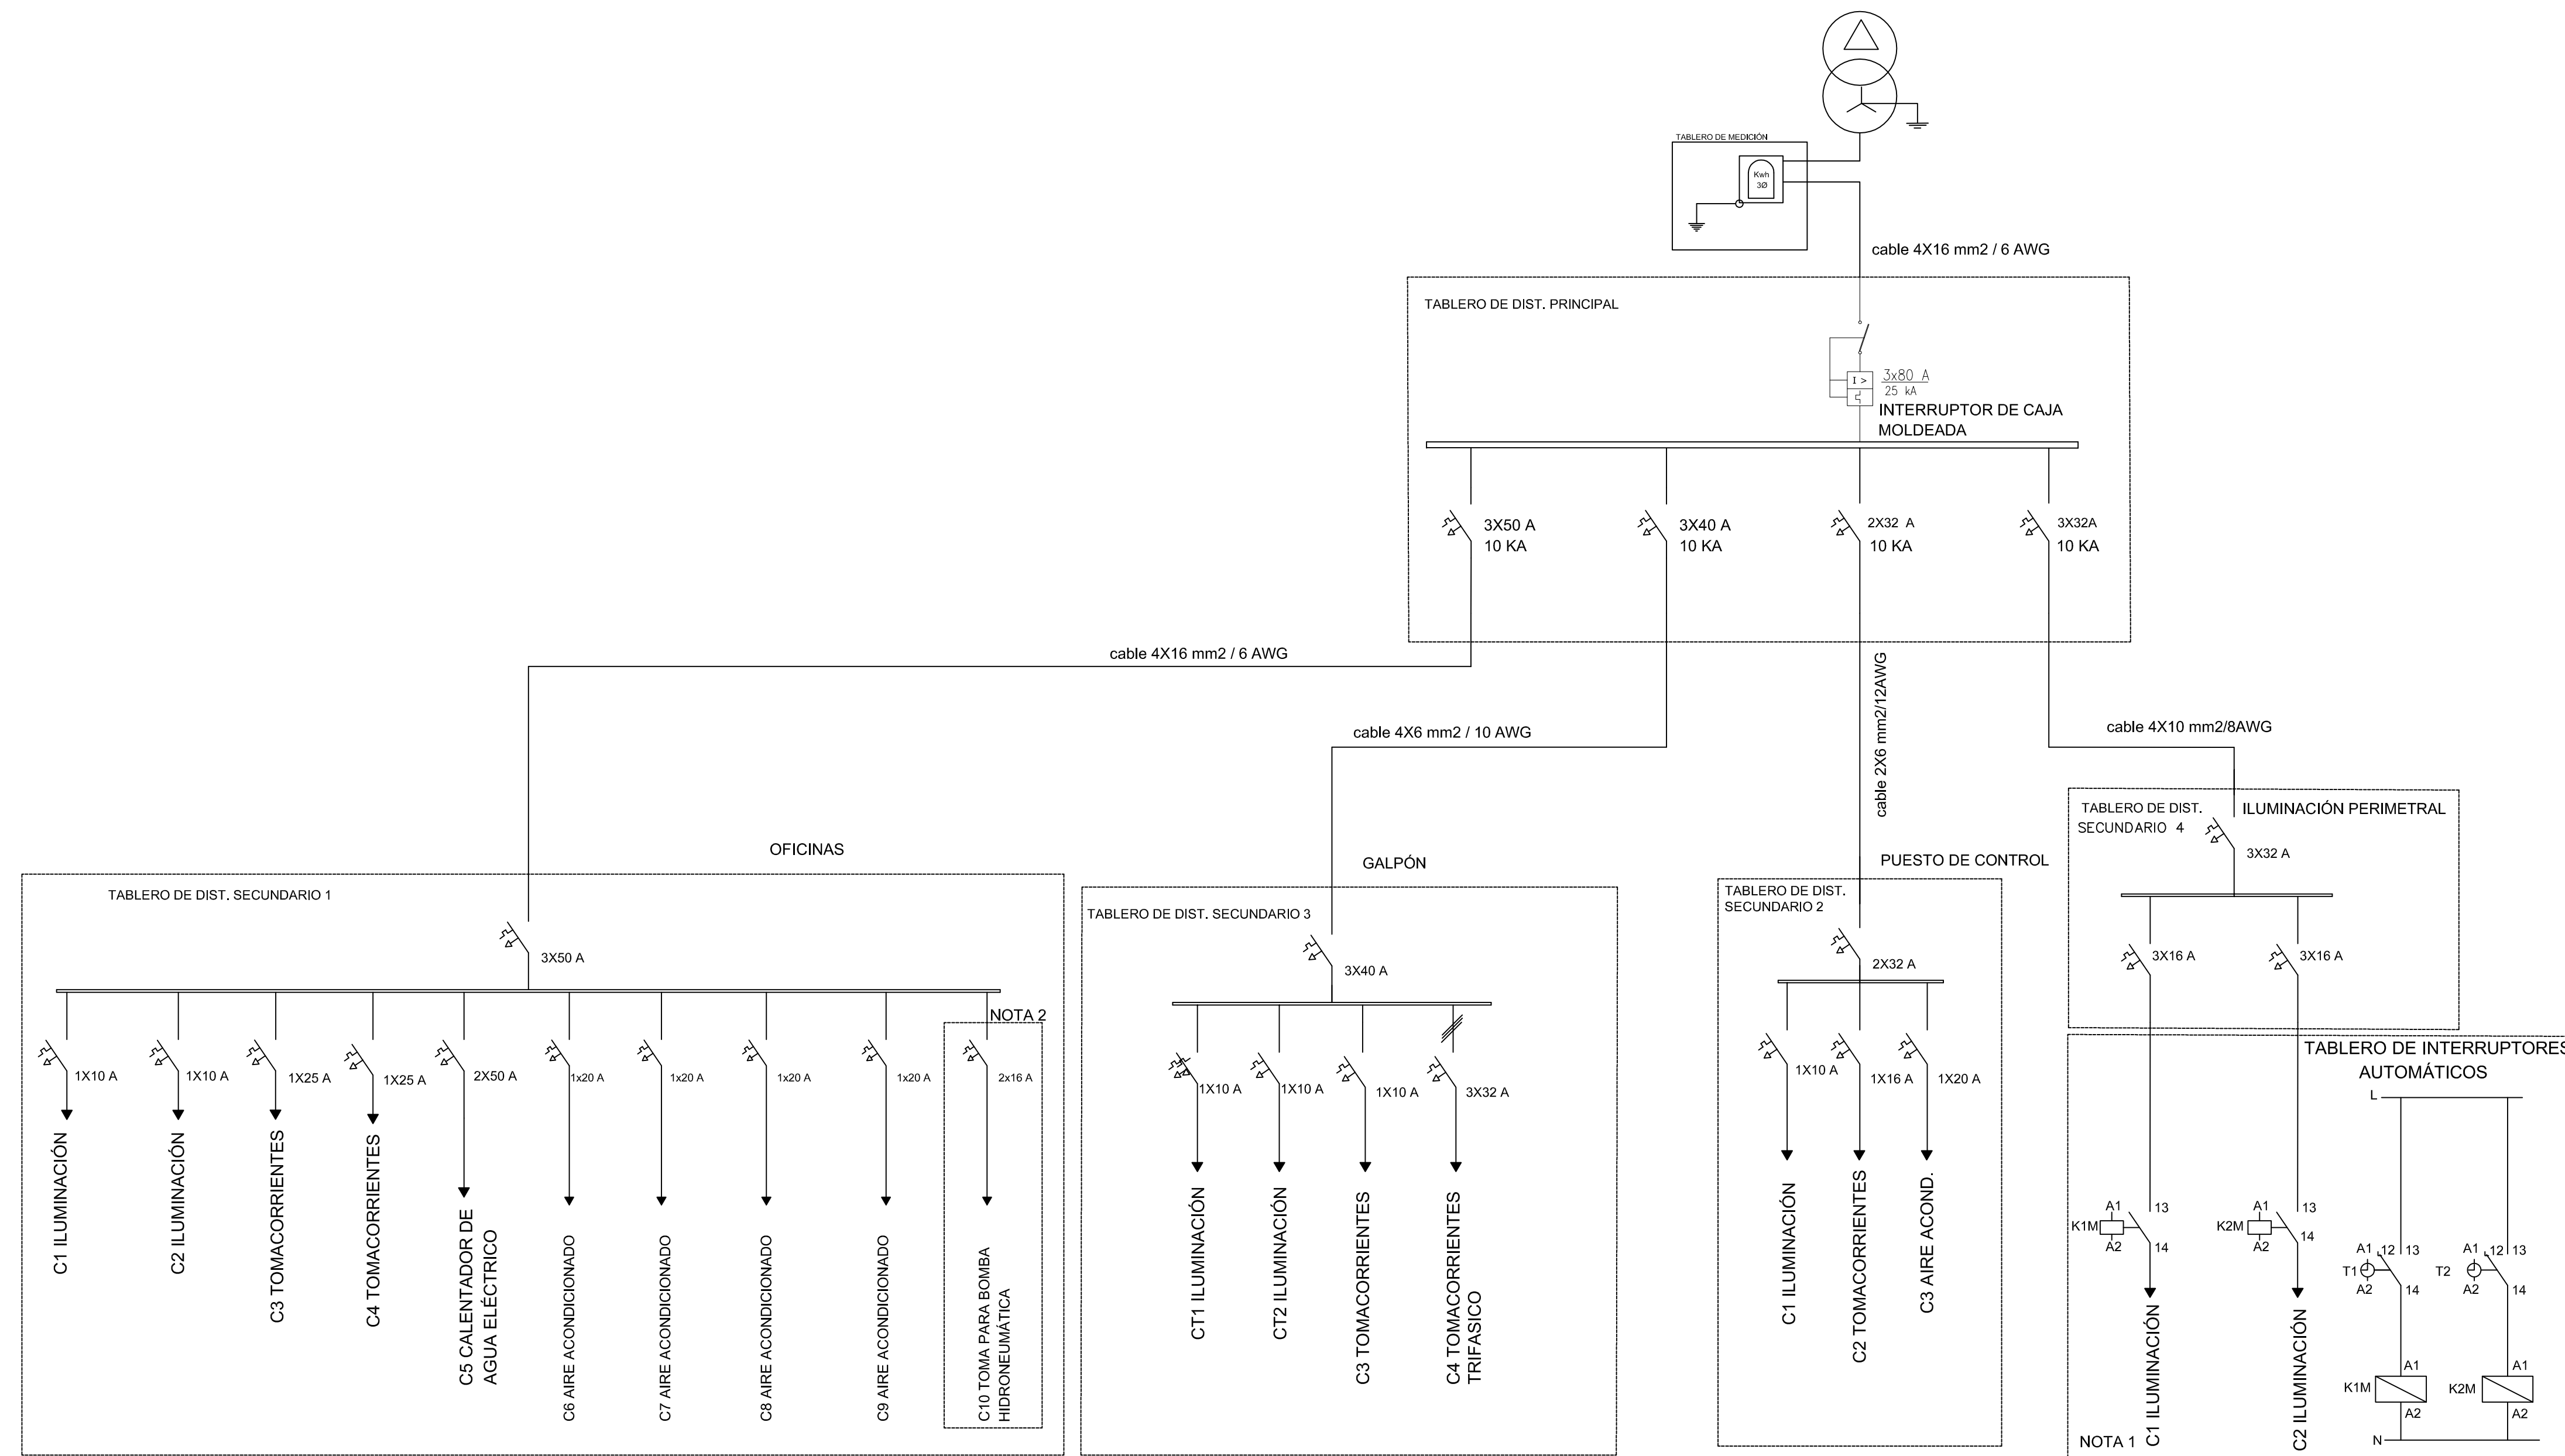 TABLERO DE MEDICIÓN
Kwh
3Ø
cable 4X16 mm2 / 6 AWG
TABLERO DE DIST. PRINCIPAL
3x80 A
25 kA
I >
INTERRUPTOR DE CAJA
MOLDEADA
3X50 A
10 KA
3X40 A
10 KA
2X32 A
10 KA
3X32A
10 KA
cable 4X16 mm2 / 6 AWG
cable 4X6 mm2 / 10 AWG
cable 2X6 mm2/12AWG
cable 4X10 mm2/8AWG
OFICINAS
TABLERO DE DIST. SECUNDARIO 1
3X50 A
NOTA 2
1X10 A
1X10 A
1X25 A
1X25 A
2X50 A
1x20 A
1x20 A
1x20 A
1x20 A
2x16 A
C1 ILUMINACIÓN
C2 ILUMINACIÓN
C3 TOMACORRIENTES
C4 TOMACORRIENTES
C5 CALENTADOR DE
AGUA ELÉCTRICO
C6 AIRE ACONDICIONADO
C7 AIRE ACONDICIONADO
C8 AIRE ACONDICIONADO
C9 AIRE ACONDICIONADO
C10 TOMA PARA BOMBA
HIDRONEUMÁTICA
GALPÓN
TABLERO DE DIST. SECUNDARIO 3
3X40 A
1X10 A
1X10 A
1X10 A
3X32 A
CT1 ILUMINACIÓN
CT2 ILUMINACIÓN
C3 TOMACORRIENTES
C4 TOMACORRIENTES
TRIFASICO
PUESTO DE CONTROL
TABLERO DE DIST.
SECUNDARIO 2
2X32 A
1X10 A
1X16 A
1X20 A
C1 ILUMINACIÓN
C2 TOMACORRIENTES
C3 AIRE ACOND.
TABLERO DE DIST.
SECUNDARIO 4
ILUMINACIÓN PERIMETRAL
3X32 A
3X16 A
3X16 A
TABLERO DE INTERRUPTORES
AUTOMÁTICOS
L
A1
13
K1M
A2
14
A1
13
K2M
A2
14
A1 12 13
T1
A2
14
A1 12 13
T2
A2
14
A1
K1M
A2
A1
K2M
A2
N
NOTA 1
C1 ILUMINACIÓN
C2 ILUMINACIÓN